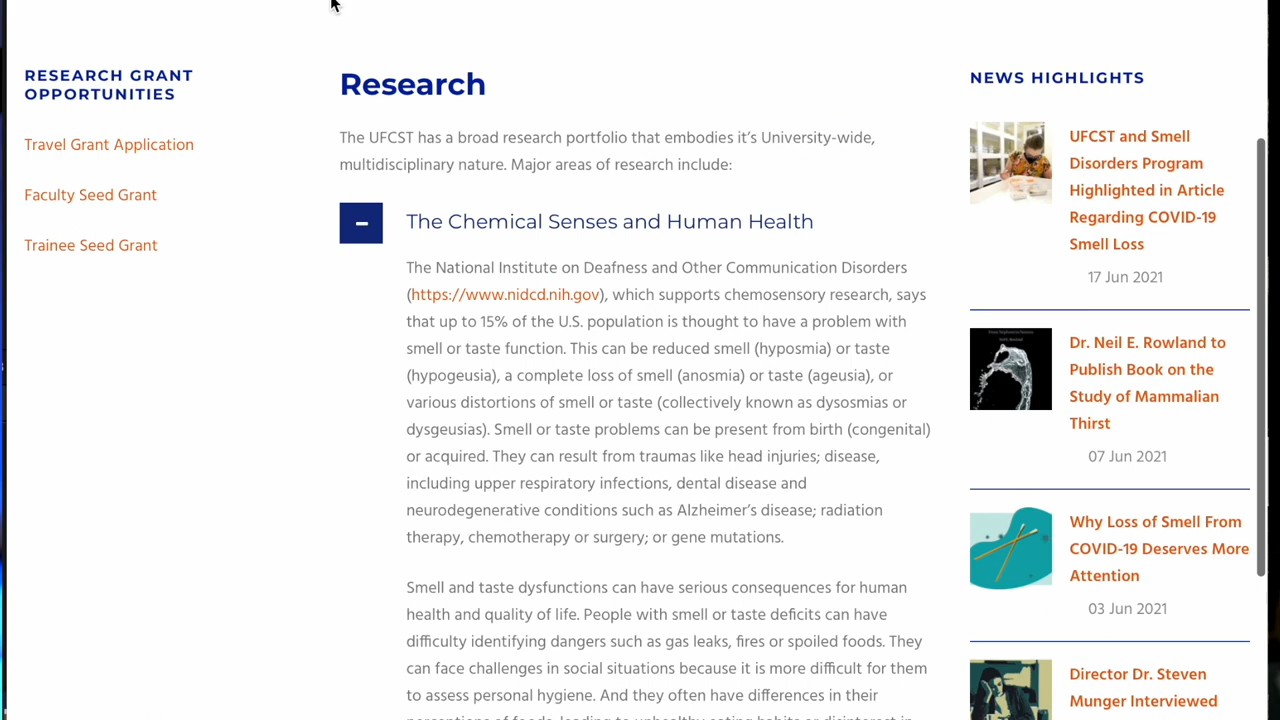 RESEARCH GRANT
OPPORTUNITIES
Travel Grant Application
Faculty Seed Grant
Trainee Seed Grant
Research
The UFCST has a broad research portfolio that embodies it’s University-wide,
multidisciplinary nature. Major areas of research include:
The Chemical Senses and Human Health
The National Institute on Deafness and Other Communication Disorders
(https://www.nidcd.nih.gov), which supports chemosensory research, says
that up to 15% of the U.S. population is thought to have a problem with
smell or taste function. This can be reduced smell (hyposmia) or taste
(hypogeusia), a complete loss of smell (anosmia) or taste (ageusia), or
various distortions of smell or taste (collectively known as dysosmias or
dysgeusias). Smell or taste problems can be present from birth (congenital)
or acquired. They can result from traumas like head injuries; disease,
including upper respiratory infections, dental disease and
neurodegenerative conditions such as Alzheimer’s disease; radiation
therapy, chemotherapy or surgery; or gene mutations.
Smell and taste dysfunctions can have serious consequences for human
health and quality of life. People with smell or taste deficits can have
difficulty identifying dangers such as gas leaks, fires or spoiled foods. They
can face challenges in social situations because it is more difficult for them
to assess personal hygiene. And they often have differences in their
perceptions of foods, leading to unhealthy eating habits or disinterest in
NEWS HIGHLIGHTS
UFCST and Smell
Disorders Program
Highlighted in Article
Regarding COVID-19
Smell Loss
17 Jun 2021
Dr. Neil E. Rowland to
Publish Book on the
Study of Mammalian
Thirst
07 Jun 2021
Why Loss of Smell From
COVID-19 Deserves More
Attention
03 Jun 2021
Director Dr. Steven
Munger Interviewed